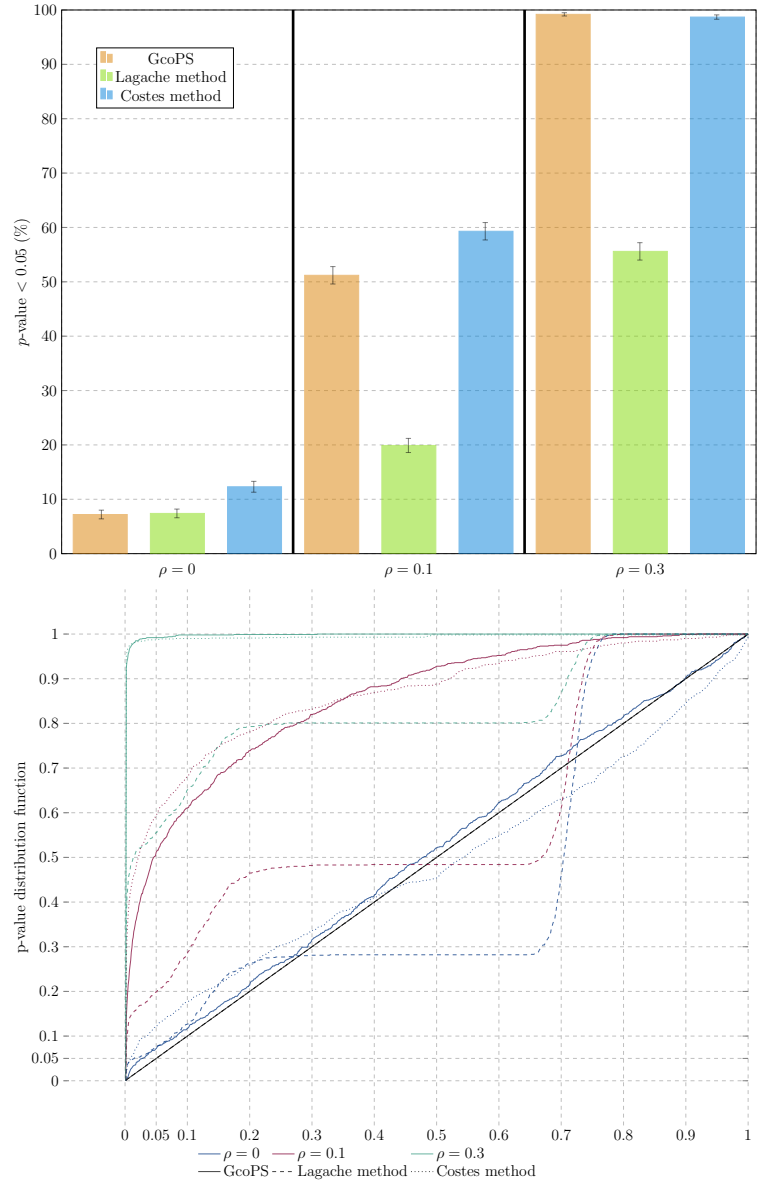 100
90
80
70
60
50
40
30
20
10
0
p-value < 0.05 (%)
GcoPS
Lagache method
Costes method
ρ = 0
ρ = 0.1
ρ = 0.3
1
0.9
0.8
0.7
0.6
0.5
0.4
0.3
0.2
0.1
0.05
0
p-value distribution function
0 0.05 0.1 0.2 0.3 0.4 0.5 0.6 0.7 0.8 0.9 1
ρ = 0 ρ = 0.1 ρ = 0.3
GcoPS Lagache method Costes method